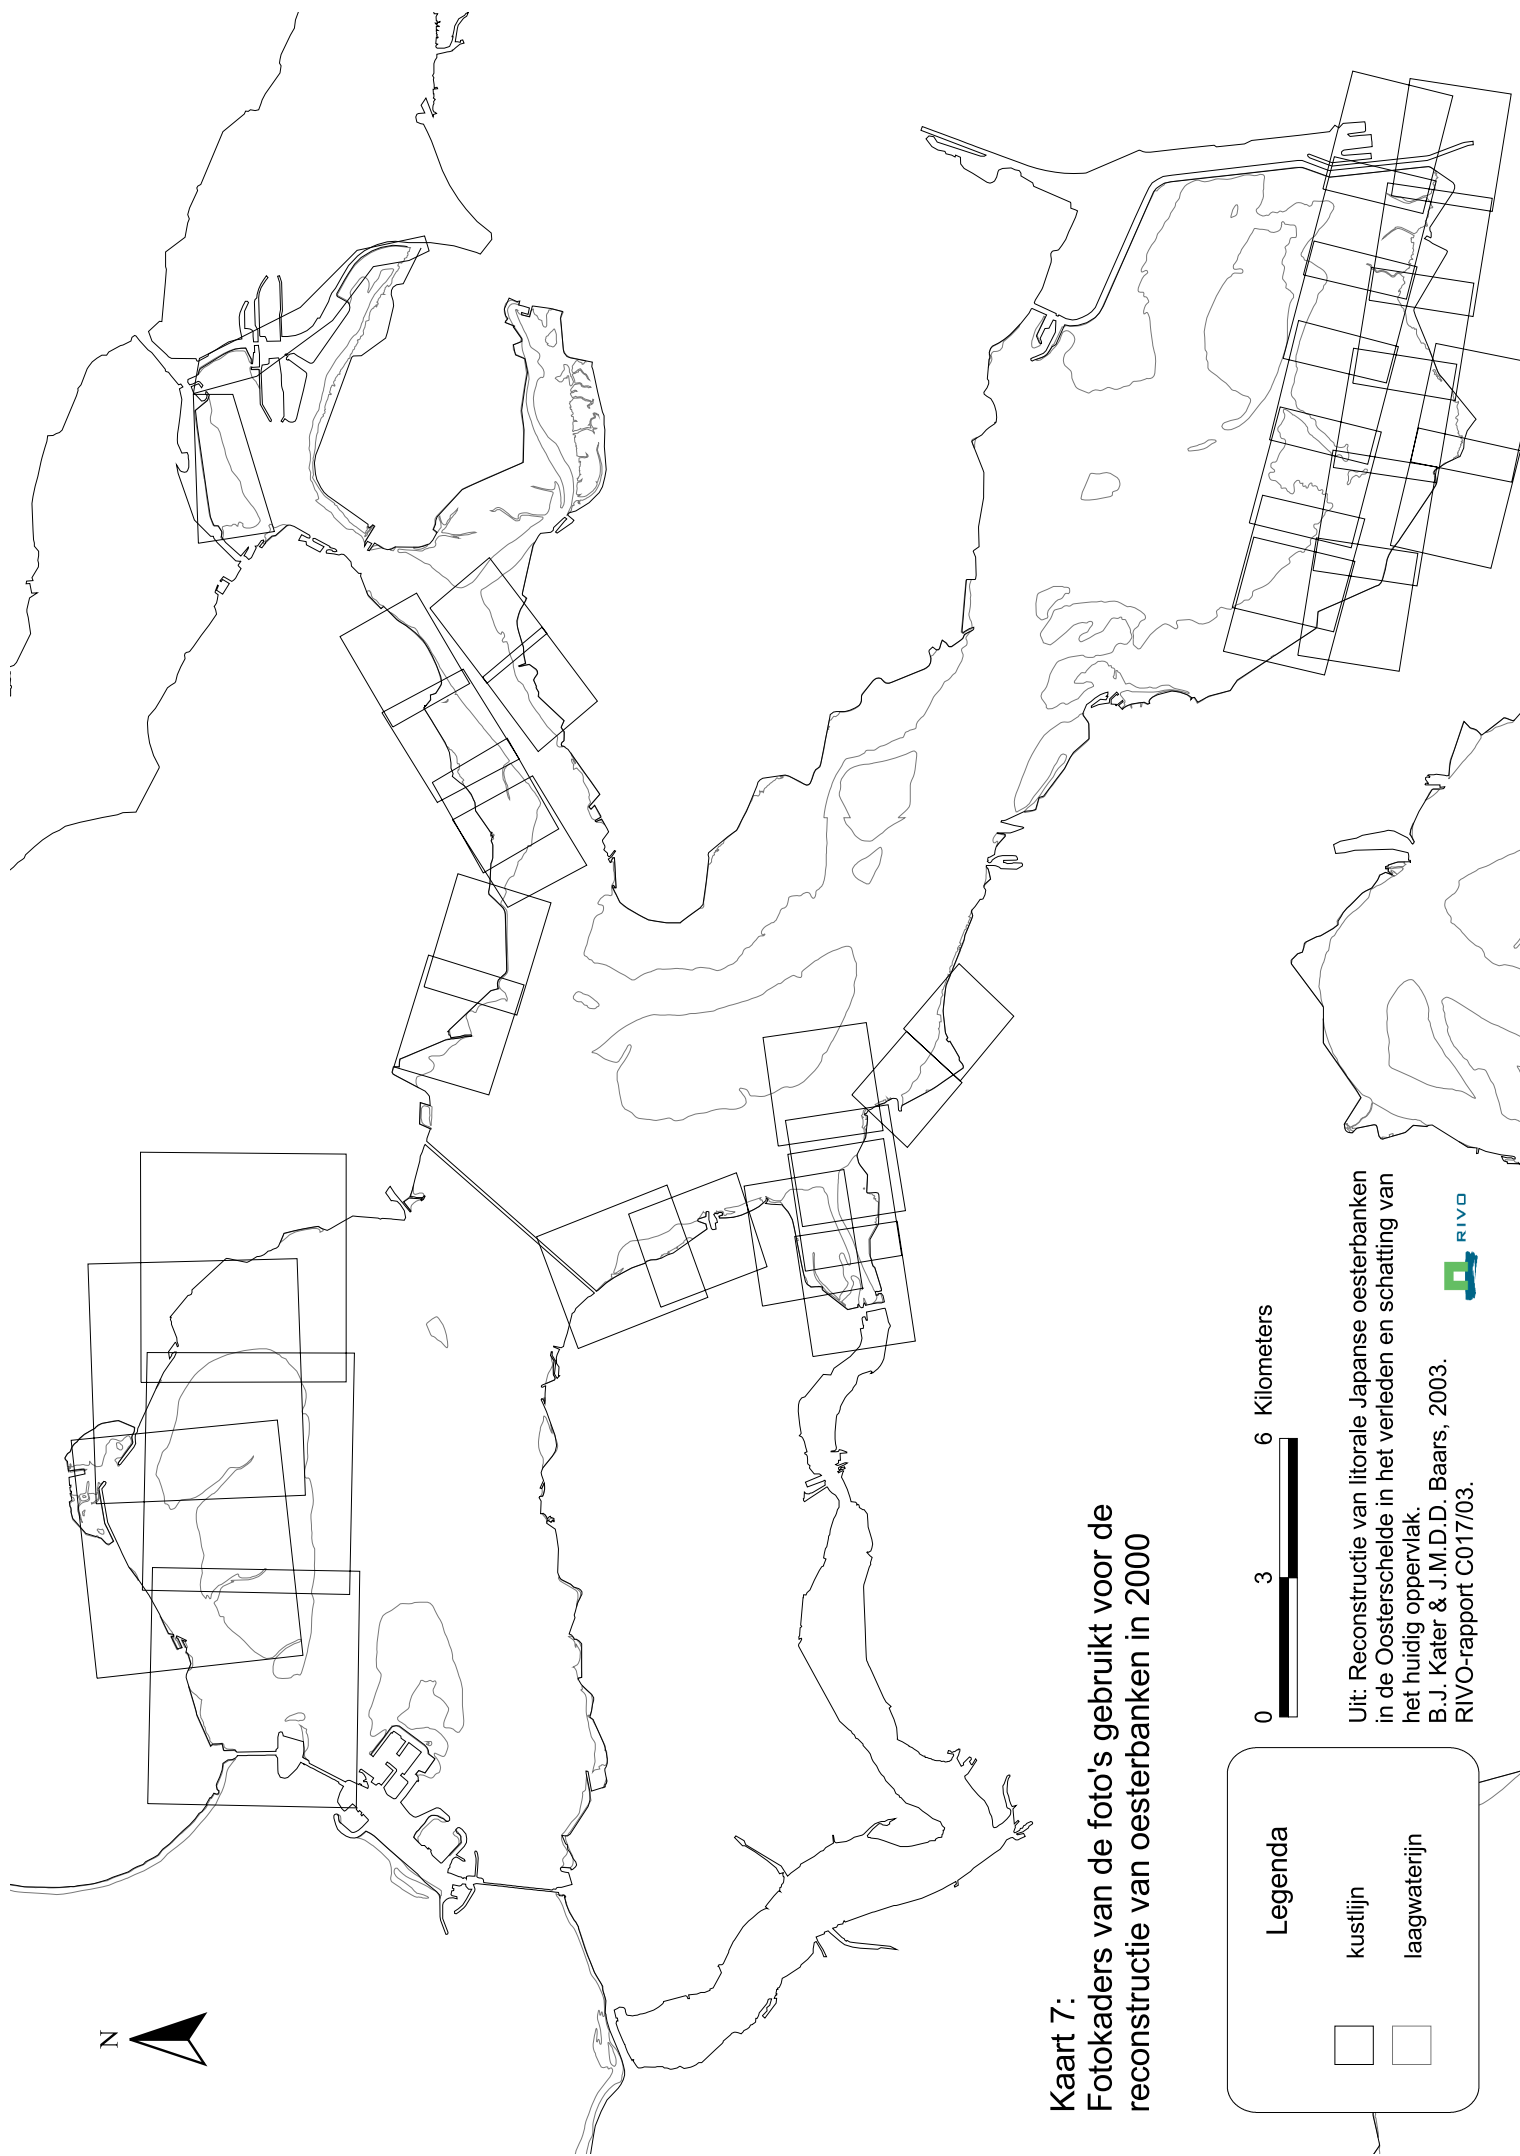 N
Kaart 7:
Fotokaders van de foto's gebruikt voor de
reconstructie van oesterbanken in 2000
Legenda
kustlijn
laagwaterijn
0 3 6 Kilometers
Uit: Reconstructie van litorale Japanse oesterbanken
in de Oosterschelde in het verleden en schatting van
het huidig oppervlak.
B.J. Kater & J.M.D.D. Baars, 2003.
RIVO-rapport C017/03.
RIVO